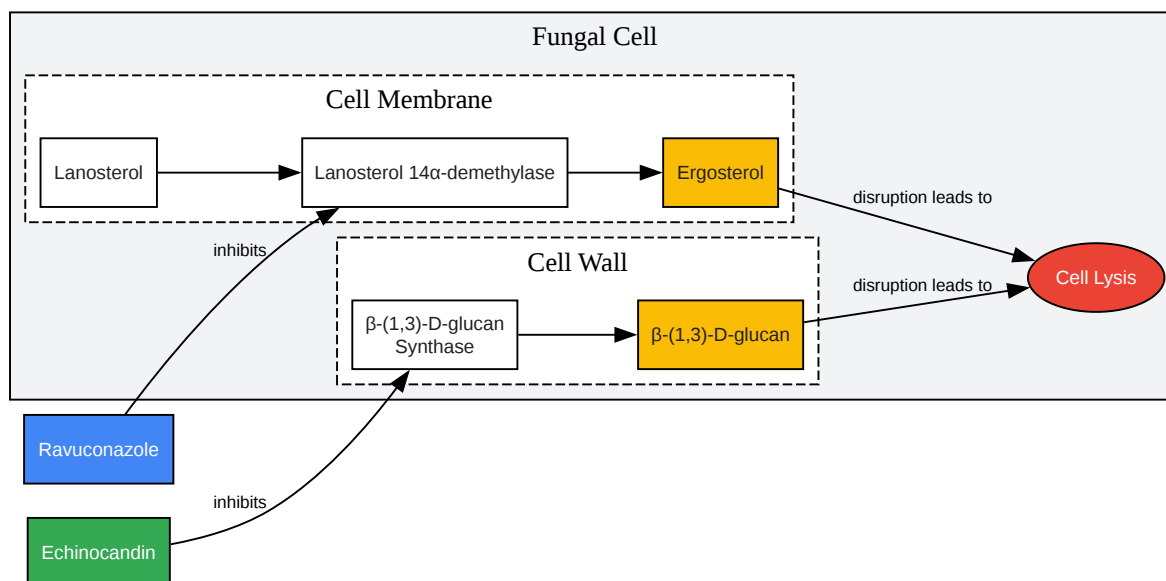 Fungal Cell
Cell Membrane
Lanosterol
Lanosterol 14α-demethylase
Ergosterol
disruption leads to
inhibits
Cell Wall
β-(1,3)-D-glucan
Synthase
β-(1,3)-D-glucan
disruption leads to
Cell Lysis
Ravuconazole
inhibits
Echinocandin